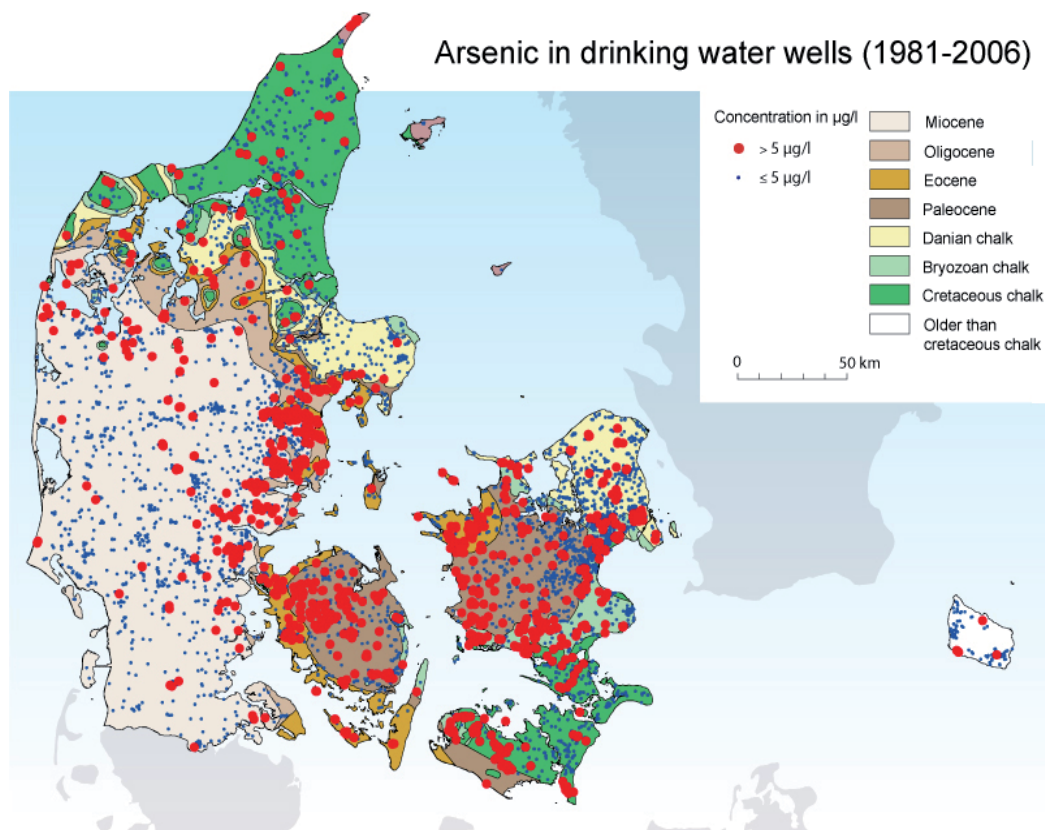 Arsenic in drinking water wells (1981-2006)
Concentration in µg/l
> 5 µg/l
≤ 5 µg/l
Miocene
Oligocene
Eocene
Paleocene
Danian chalk
Bryozoan chalk
Cretaceous chalk
Older than
cretaceous chalk
0 50 km